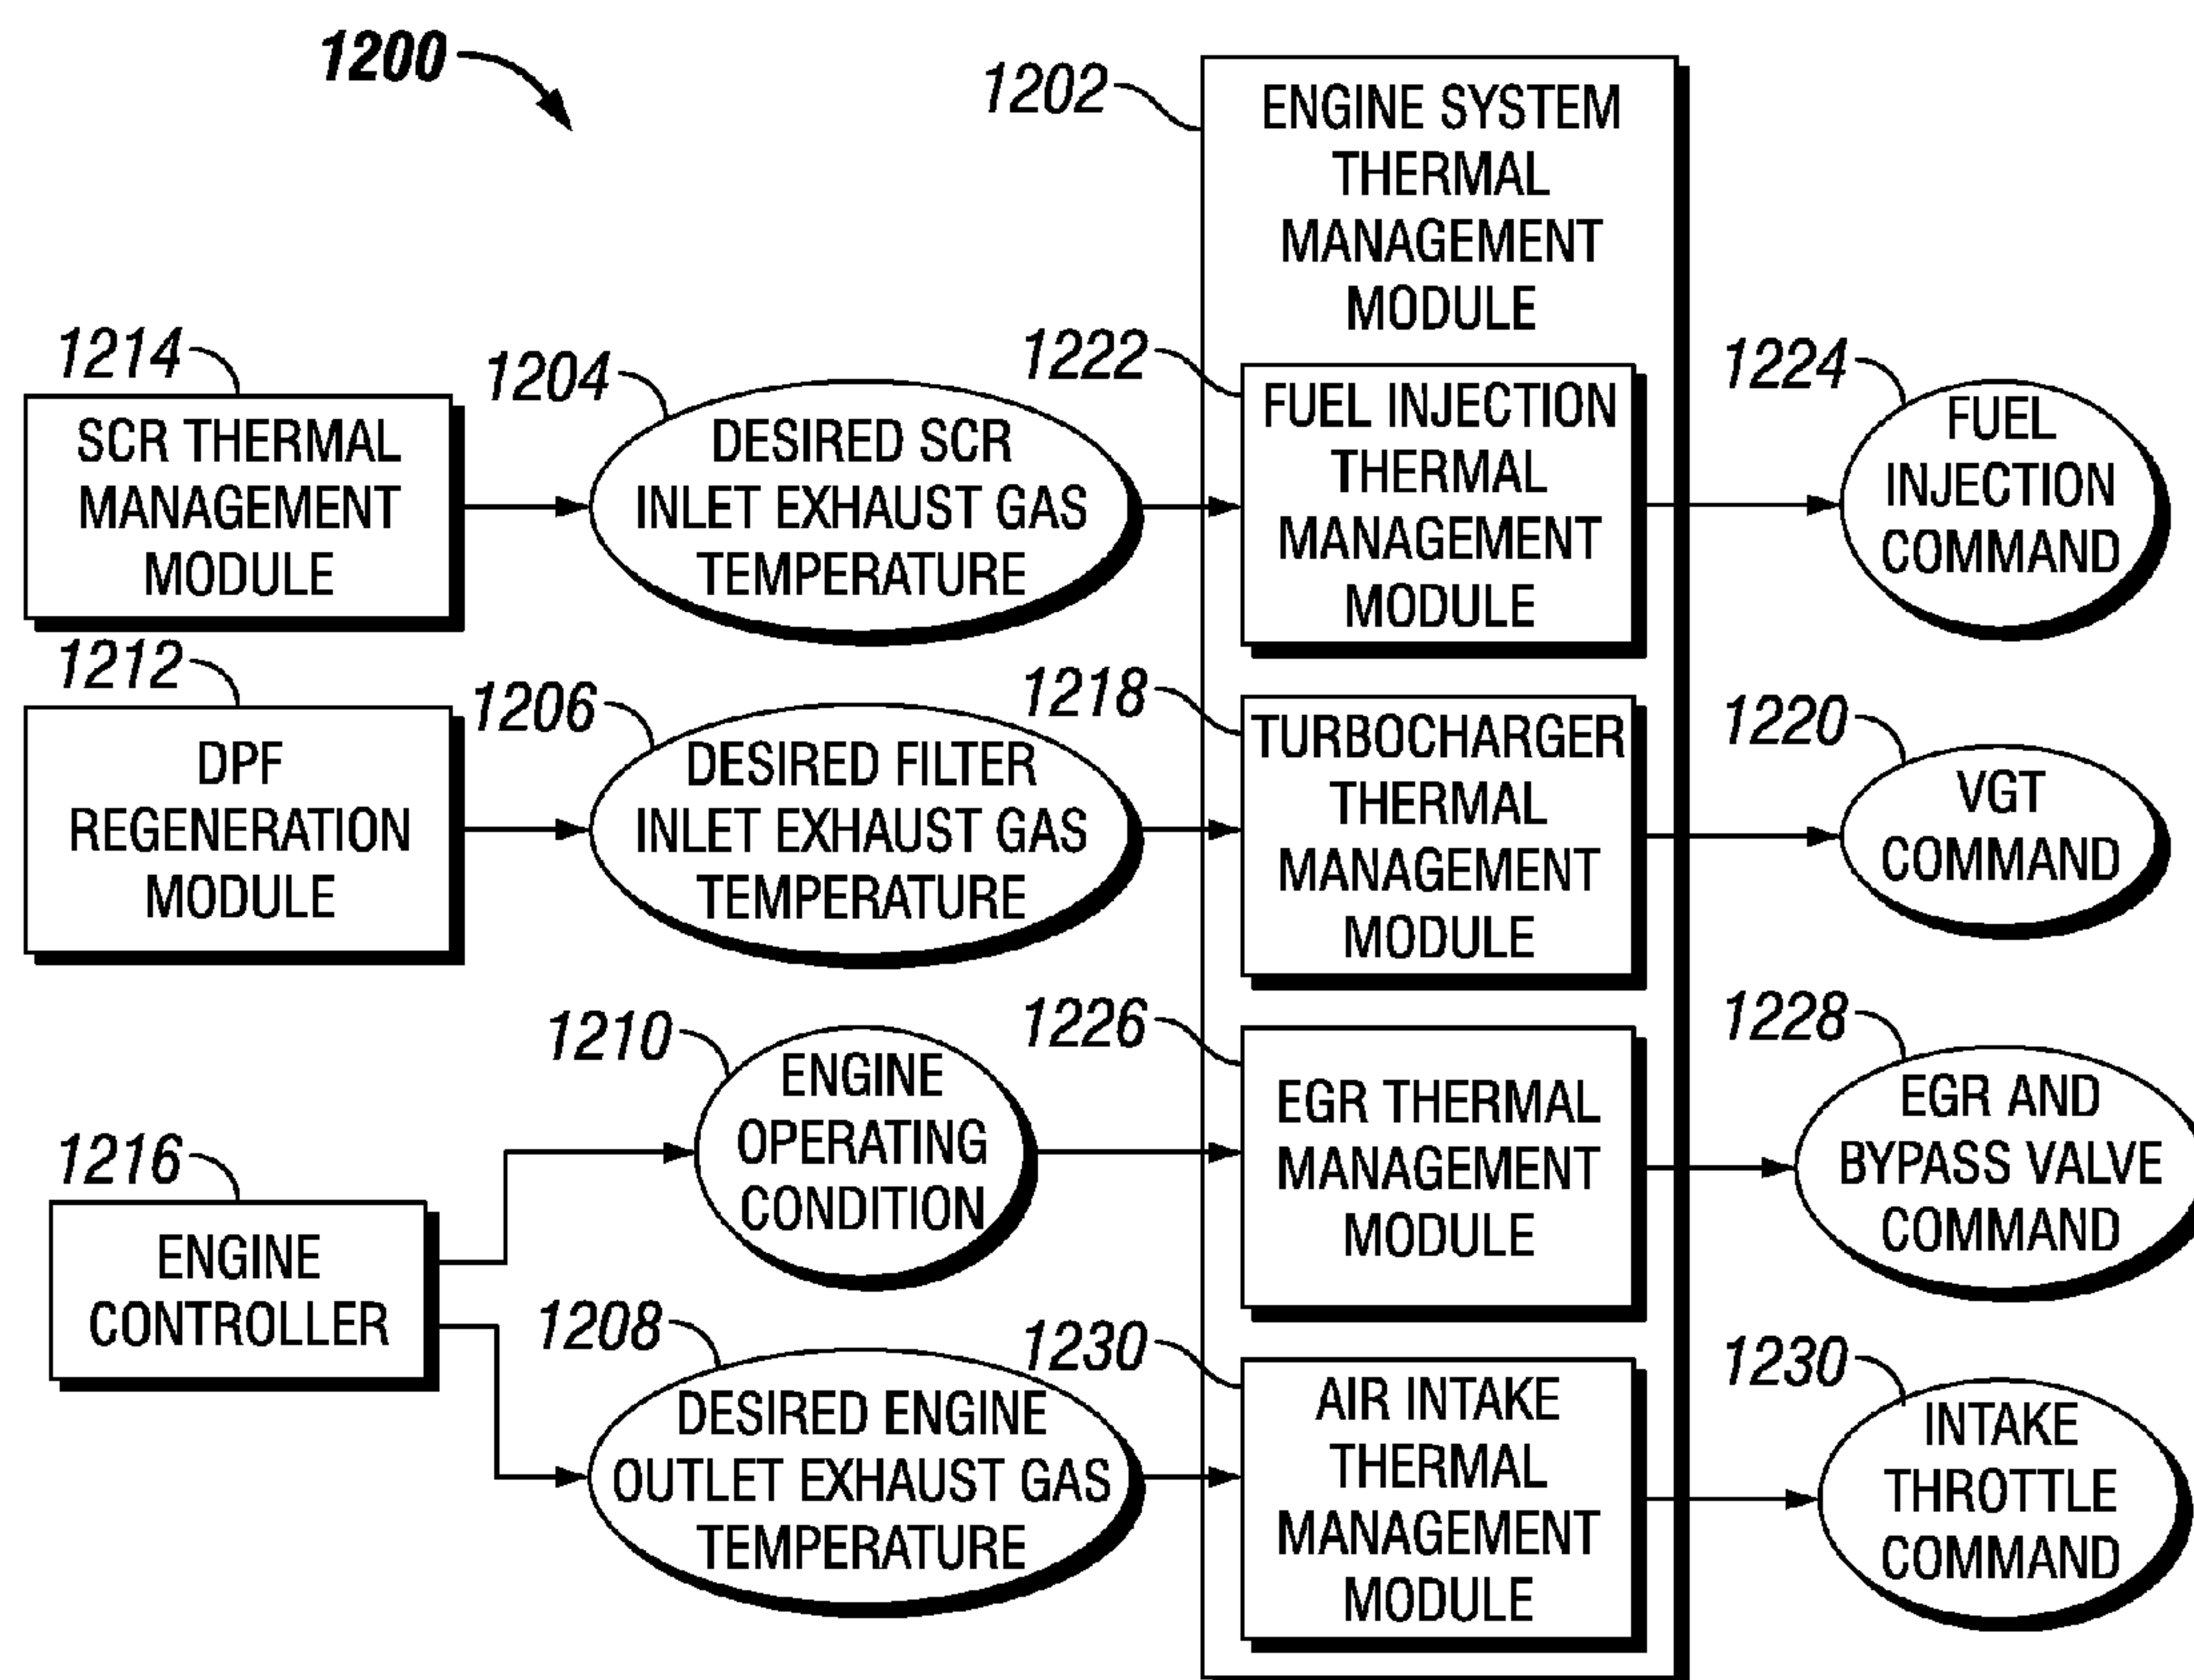 1200
1202
ENGINE SYSTEM
THERMAL
MANAGEMENT
MODULE
1214
SCR THERMAL
MANAGEMENT
MODULE
1204
DESIRED SCR
INLET EXHAUST GAS
TEMPERATURE
1222
FUEL INJECTION
THERMAL
MANAGEMENT
MODULE
1224
FUEL
INJECTION
COMMAND
1212
DPF
REGENERATION
MODULE
1206
DESIRED FILTER
INLET EXHAUST GAS
TEMPERATURE
1218
TURBOCHARGER
THERMAL
MANAGEMENT
MODULE
1220
VGT
COMMAND
1216
ENGINE
CONTROLLER
1210
ENGINE
OPERATING
CONDITION
1226
EGR THERMAL
MANAGEMENT
MODULE
1228
EGR AND
BYPASS VALVE
COMMAND
1208
DESIRED ENGINE
OUTLET EXHAUST GAS
TEMPERATURE
1230
AIR INTAKE
THERMAL
MANAGEMENT
MODULE
1230
INTAKE
THROTTLE
COMMAND